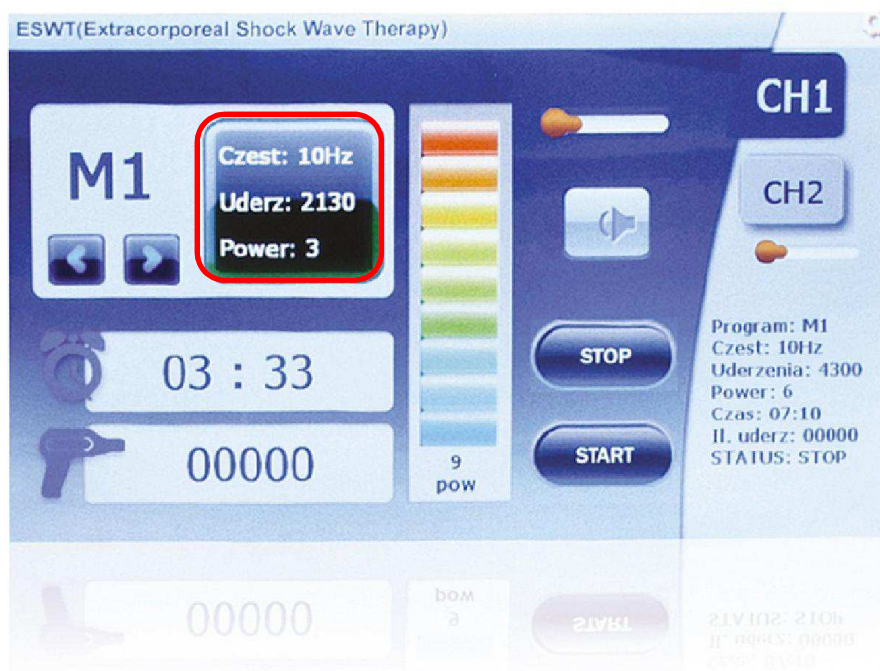 ESWT(Extracorporeal Shock Wave Therapy)
CH1
M1
Czest: 10Hz
Uderz: 2130
Power: 3
CH2
03 : 33
00000
9
pow
STOP
START
Program: M1
Czest: 10Hz
Uderzenia: 4300
Power: 6
Czas: 07:10
Il. uderz: 00000
STATUS: STOP